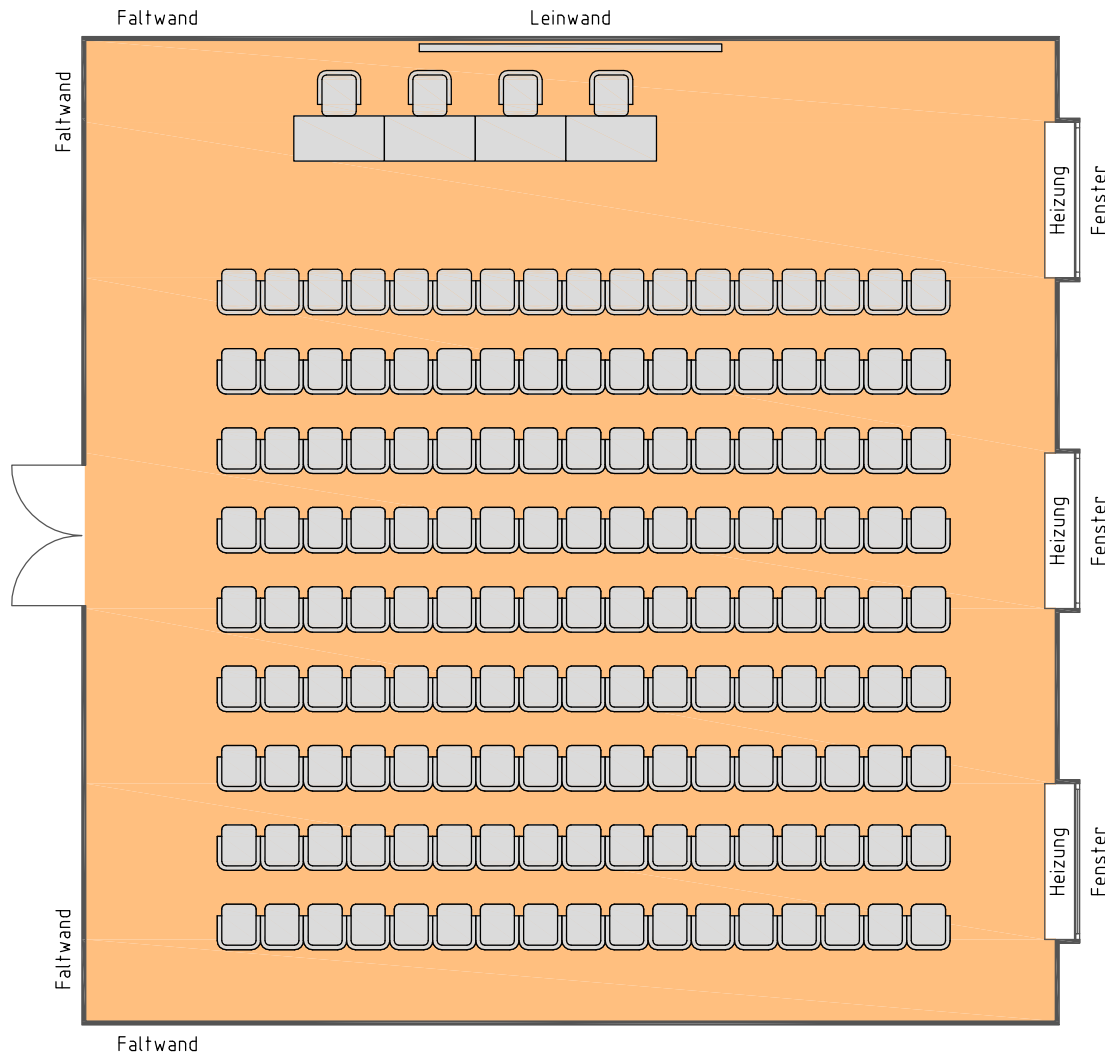 Faltwand
Leinwand
Faltwand
Heizung
Fenster
Heizung
Fenster
Heizung
Fenster
Faltwand
Faltwand